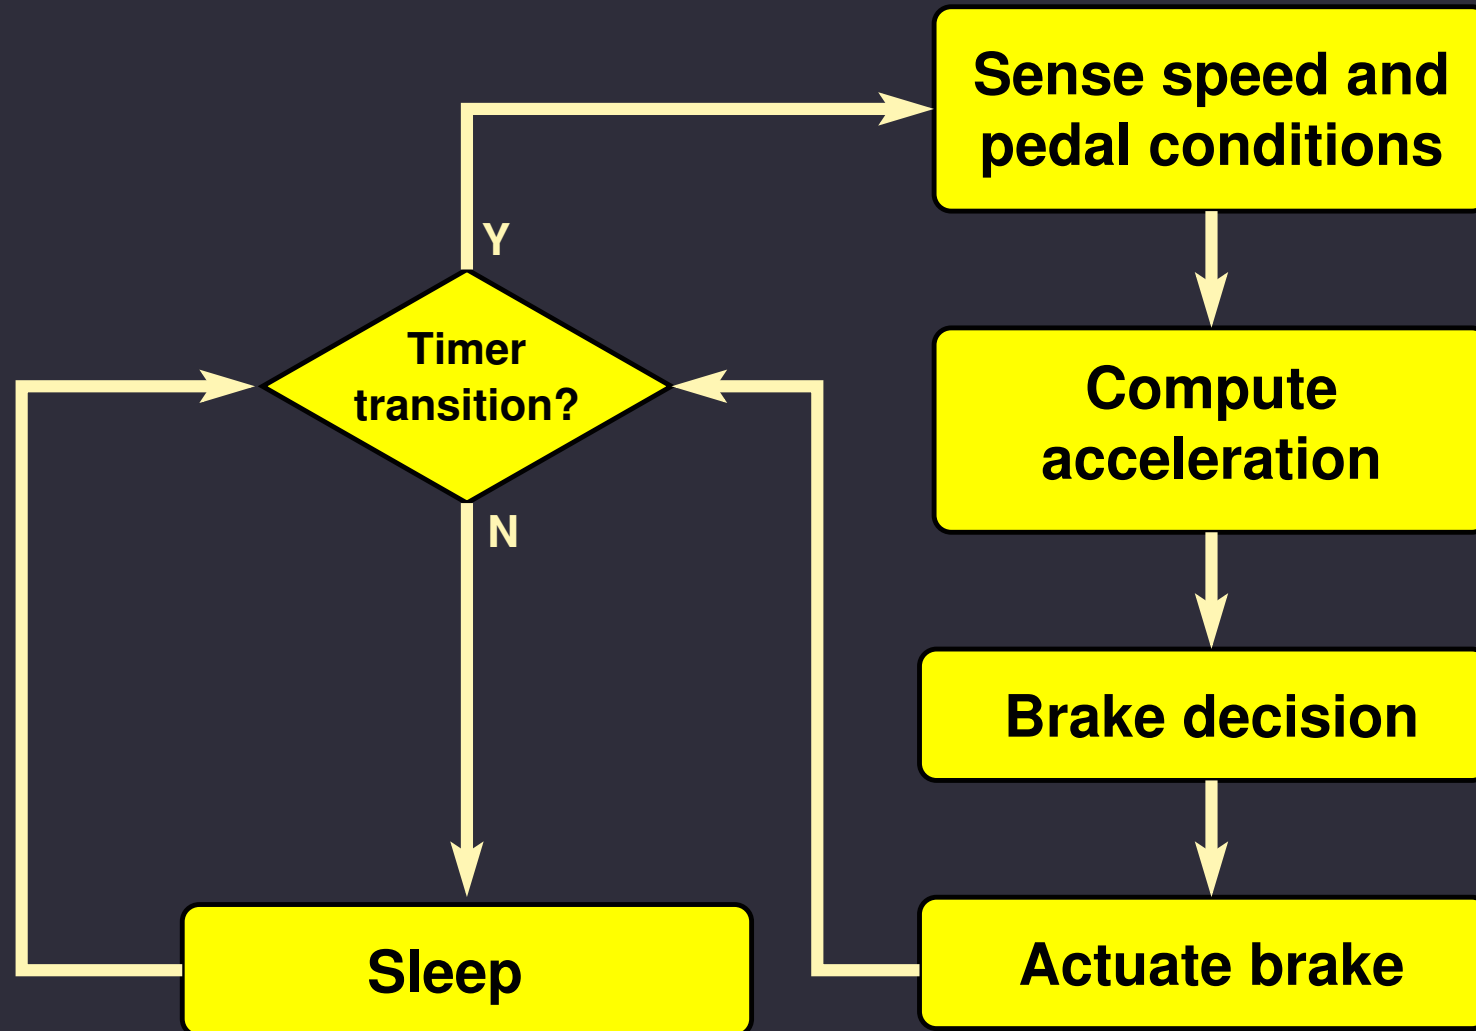 Sense speed and
pedal conditions
Y
Timer
transition?
N
Compute
acceleration
Brake decision
Sleep
Actuate brake